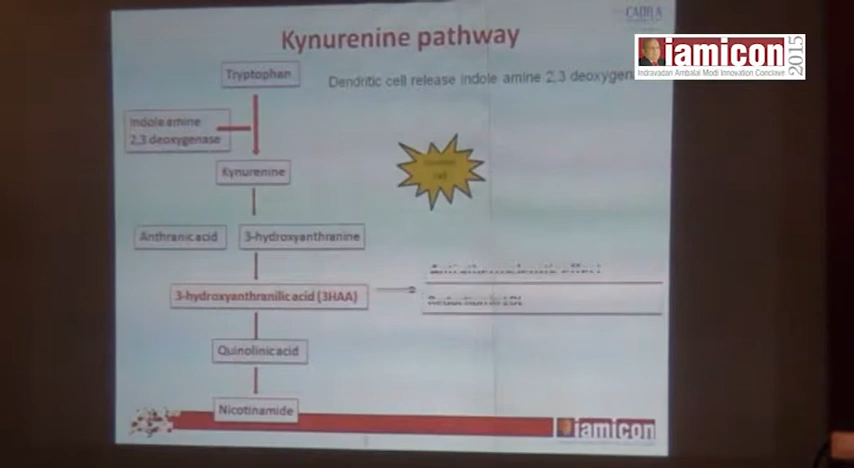 CADILA
Kynurenine pathway
iamicon 2015
Indravadan Ambalal Modi Innovation Conclave
Tryptophan
Dendritic cell release indole amine 2,3 deoxygen
Indole amine
2,3 deoxygenase
Kynurenine
cell
Anthranic acid
3-hydroxyanthranine
3-hydroxyanthranilic acid (3HAA)
Quinolinic acid
Nicotinamide
iamicon